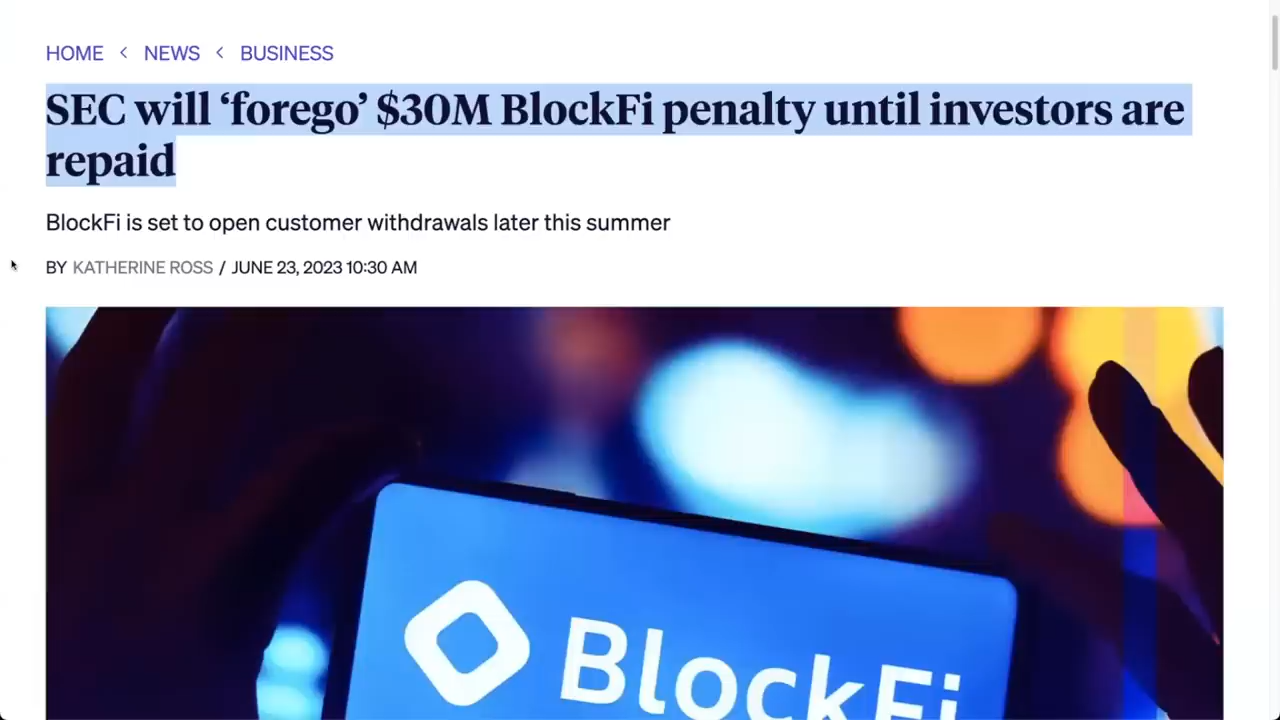 HOME < NEWS < BUSINESS
SEC will ‘forego’ $30M BlockFi penalty until investors are
repaid
BlockFi is set to open customer withdrawals later this summer
BY KATHERINE ROSS / JUNE 23, 2023 10:30 AM
BlockFi